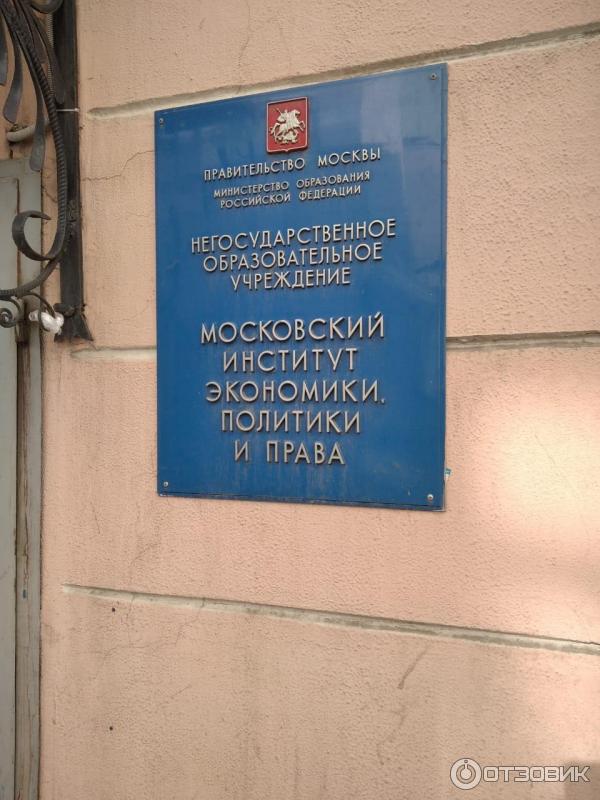 ПРАВИТЕЛЬСТВО МОСКВЫ
МИНИСТЕРСТВО ОБРАЗОВАНИЯ
РОССИЙСКОЙ ФЕДЕРАЦИИ
НЕГОСУДАРСТВЕННОЕ
ОБРАЗОВАТЕЛЬНОЕ
УЧРЕЖДЕНИЕ
МОСКОВСКИЙ
ИНСТИТУТ
ЭКОНОМИКИ,
ПОЛИТИКИ
И ПРАВА
ОТЗОВИК